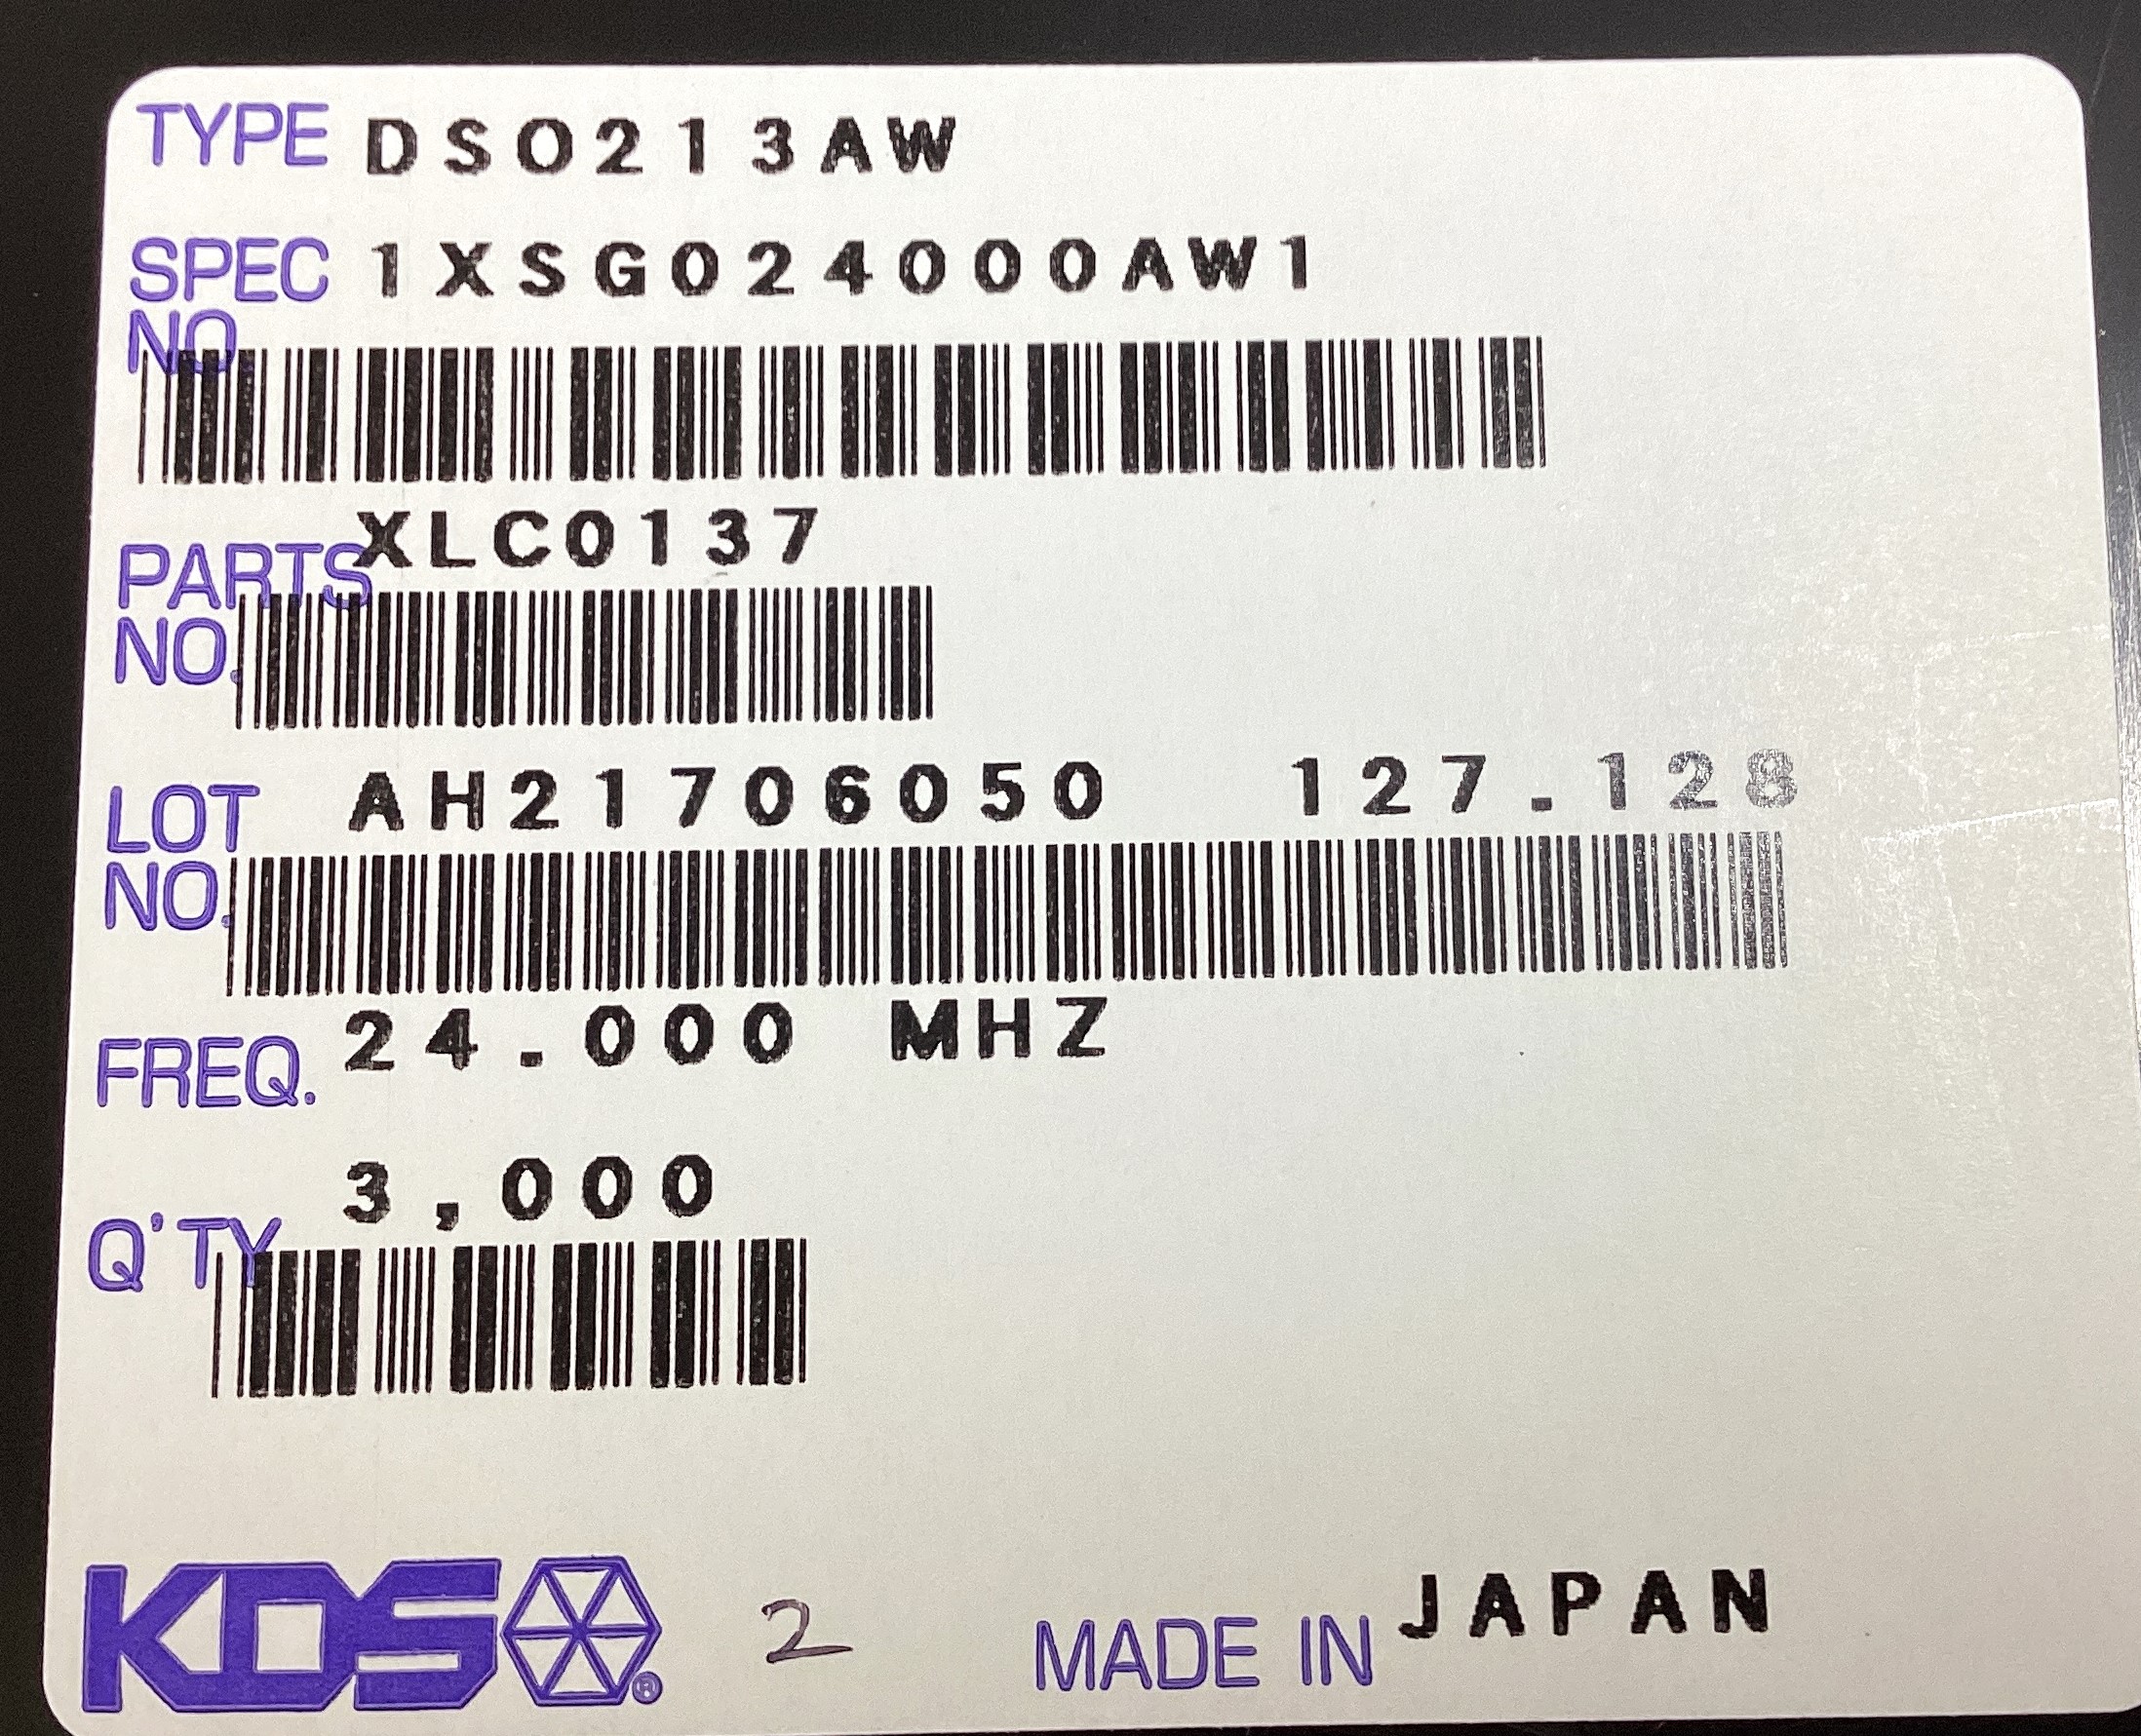 TYPE DSO213AW
SPEC NO 1XSG024000AW1
PARTS NO. XLC0137
LOT NO. AH21706050 127.128
FREQ. 24.000 MHZ
Q'TY 3,000
KDS ® 2 MADE IN JAPAN